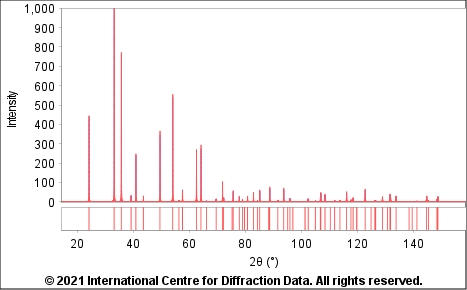 1,000
900
800
700
600
500
400
300
200
100
0
Intensity
20 40 60 80 100 120 140
2θ (°)
© 2021 International Centre for Diffraction Data. All rights reserved.